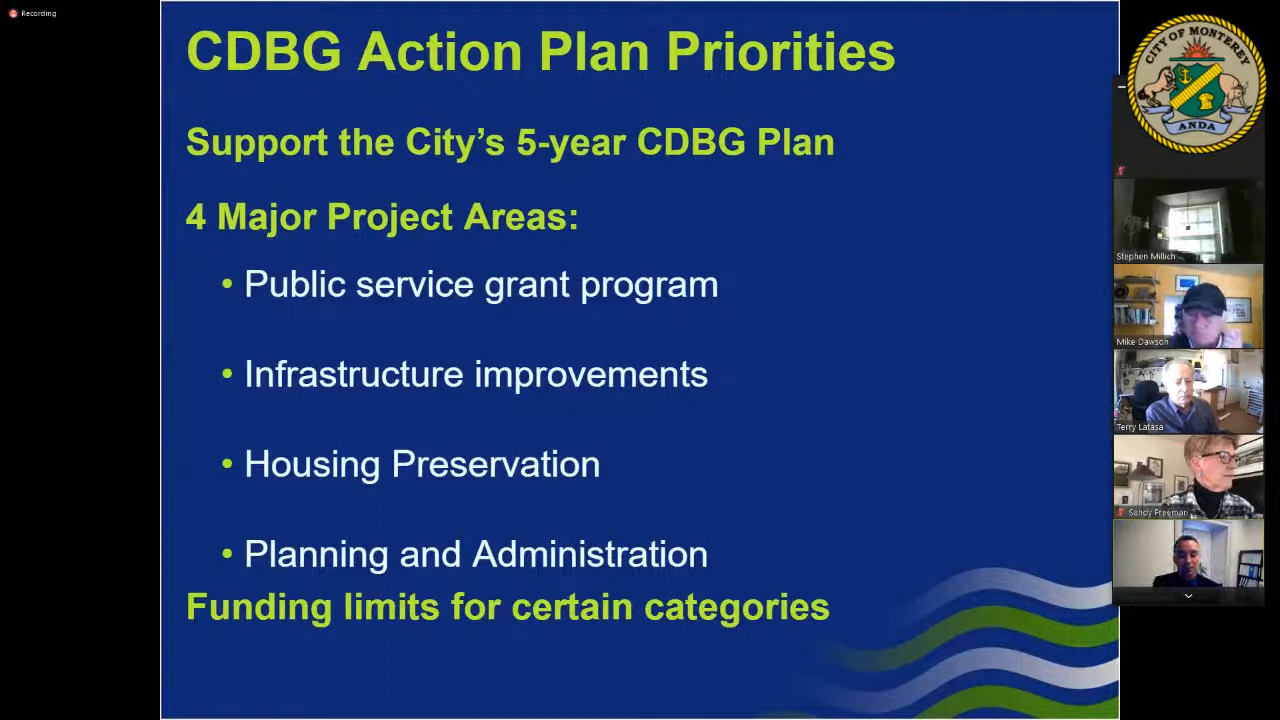 Recording
CDBG Action Plan Priorities
Support the City's 5-year CDBG Plan
4 Major Project Areas:
• Public service grant program
• Infrastructure improvements
• Housing Preservation
• Planning and Administration
Funding limits for certain categories
CITY OF MONTEREY
ANDA
Stephen Millich
Mike Dawson
Terry Latasa
Sandy Freeman